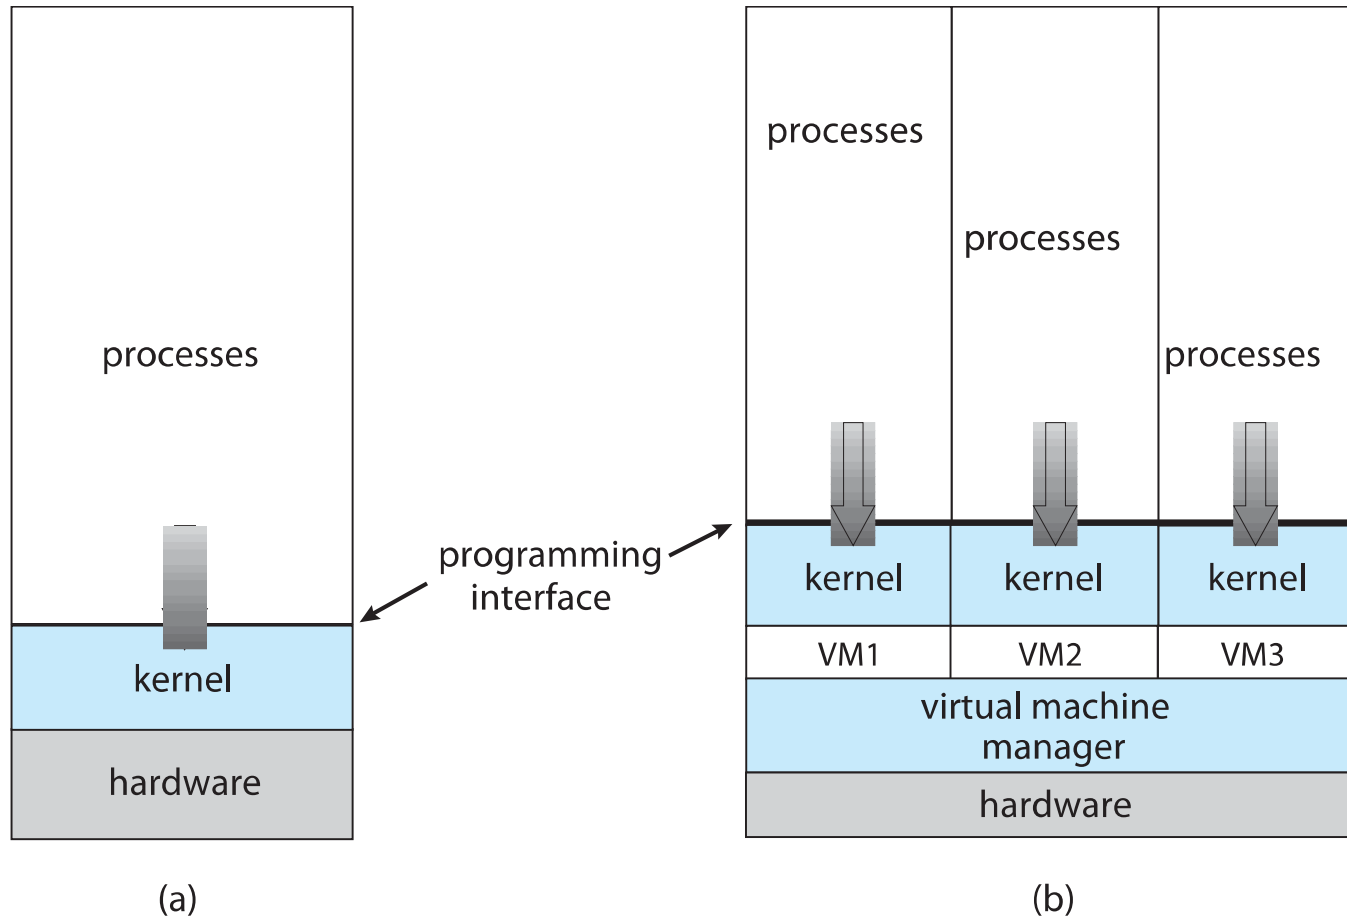 processes
kernel
hardware
(a)
programming
interface
processes
processes
processes
kernel
kernel
kernel
VM1
VM2
VM3
virtual machine
manager
hardware
(b)